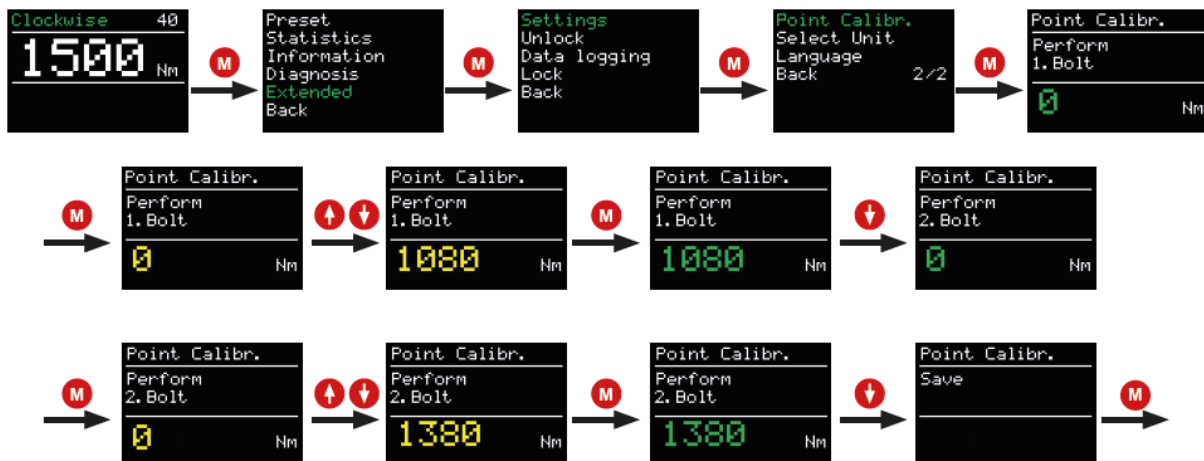 Clockwise 40
1500 Nm
M
Preset
Statistics
Information
Diagnosis
Extended
Back
M
Settings
Unlock
Data logging
Lock
Back
M
Point Calibr.
Select Unit
Language
Back 2/2
M
Point Calibr.
Perform
1.Bolt
0 Nm
M
Point Calibr.
Perform
1.Bolt
0 Nm
Point Calibr.
Perform
1.Bolt
1080 Nm
M
Point Calibr.
Perform
1.Bolt
1080 Nm
Point Calibr.
Perform
2.Bolt
0 Nm
M
Point Calibr.
Perform
2.Bolt
0 Nm
Point Calibr.
Perform
2.Bolt
1380 Nm
M
Point Calibr.
Perform
2.Bolt
1380 Nm
Point Calibr.
Save
M